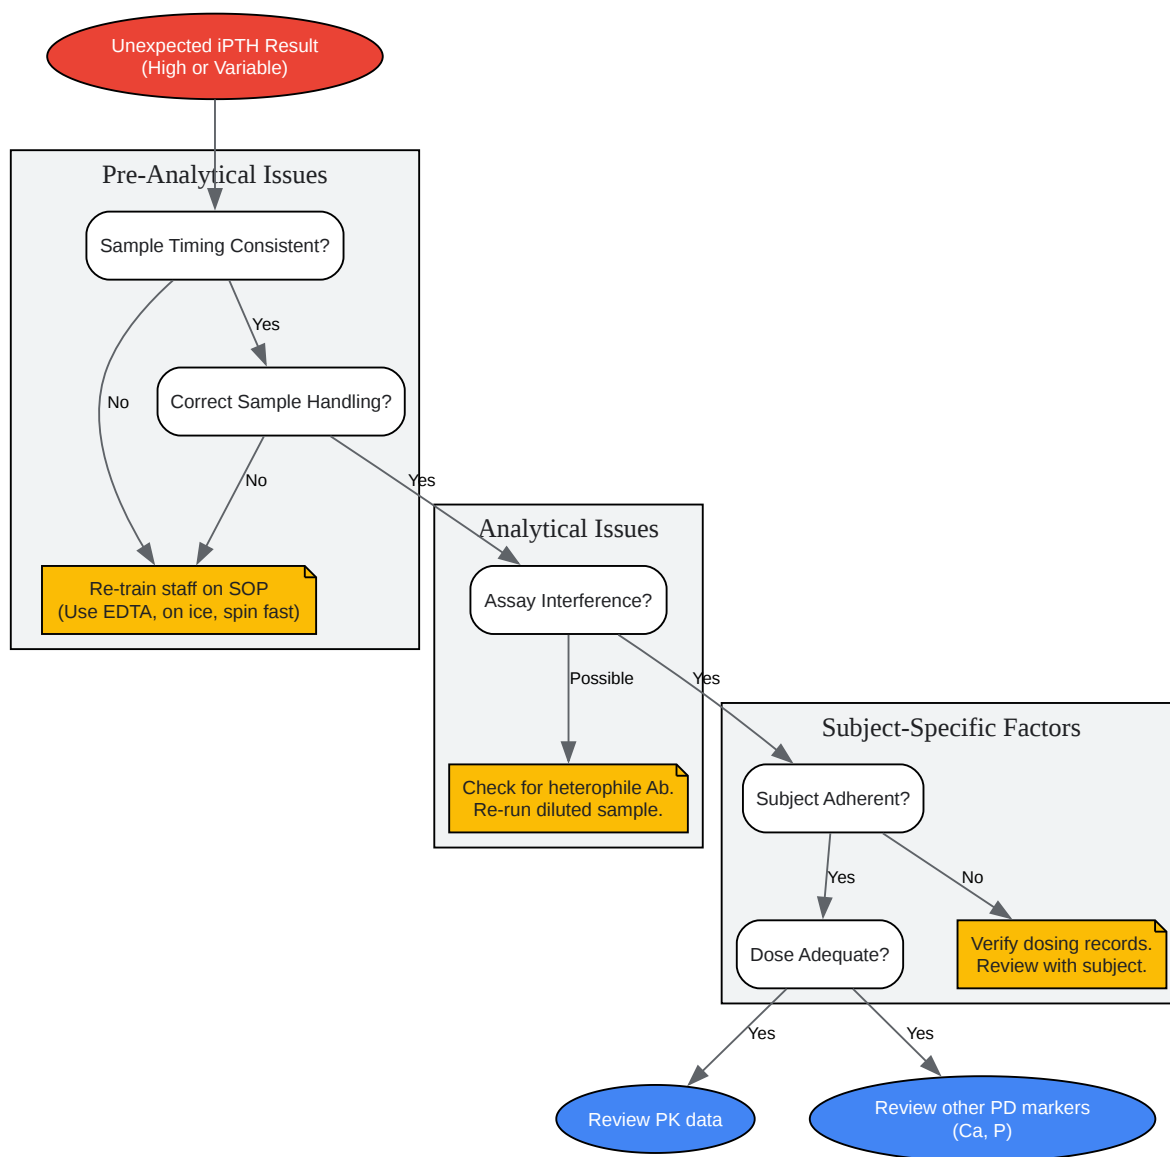 Unexpected iPTH Result
(High or Variable)
Pre-Analytical Issues
Sample Timing Consistent?
Yes
No
Correct Sample Handling?
No
Yes
Re-train staff on SOP
(Use EDTA, on ice, spin fast)
Analytical Issues
Assay Interference?
Possible
Yes
Check for heterophile Ab.
Re-run diluted sample.
Subject-Specific Factors
Subject Adherent?
Yes
No
Dose Adequate?
Verify dosing records.
Review with subject.
Yes
Yes
Review PK data
Review other PD markers
(Ca, P)